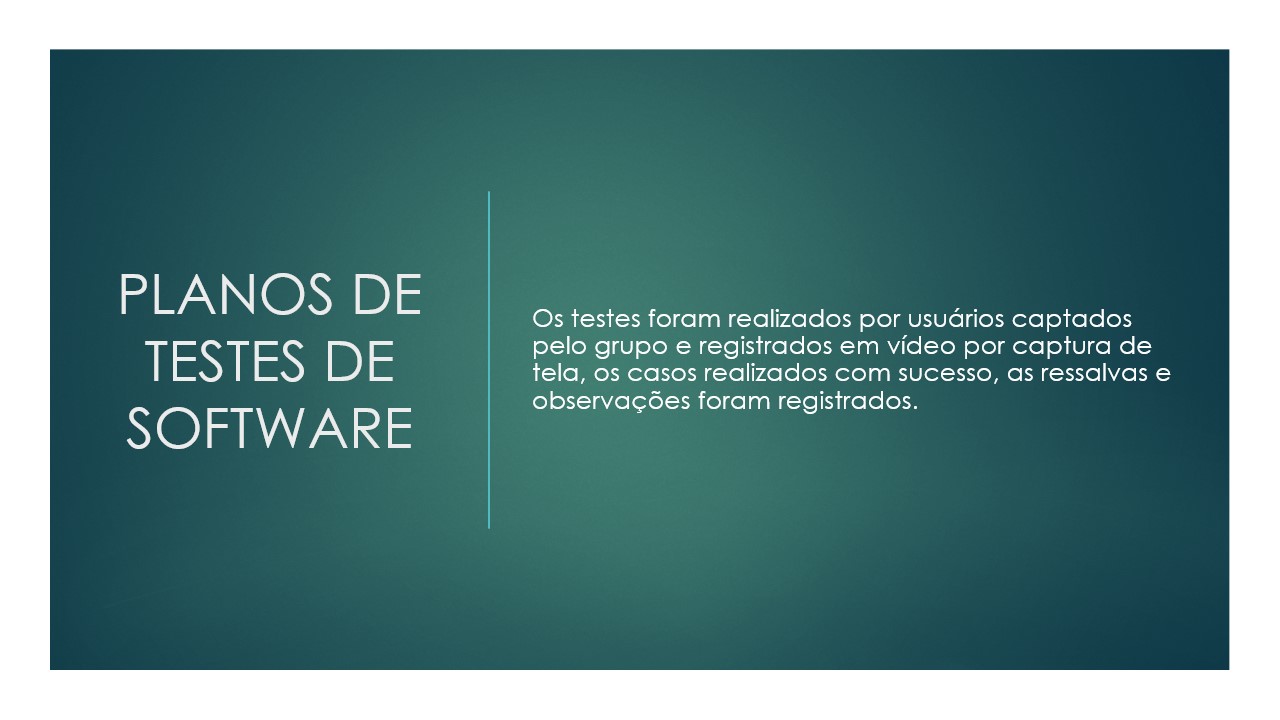 PLANOS DE
TESTES DE
SOFTWARE
Os testes foram realizados por usuários captados
pelo grupo e registrados em vídeo por captura de
tela, os casos realizados com sucesso, as ressalvas e
observações foram registrados.